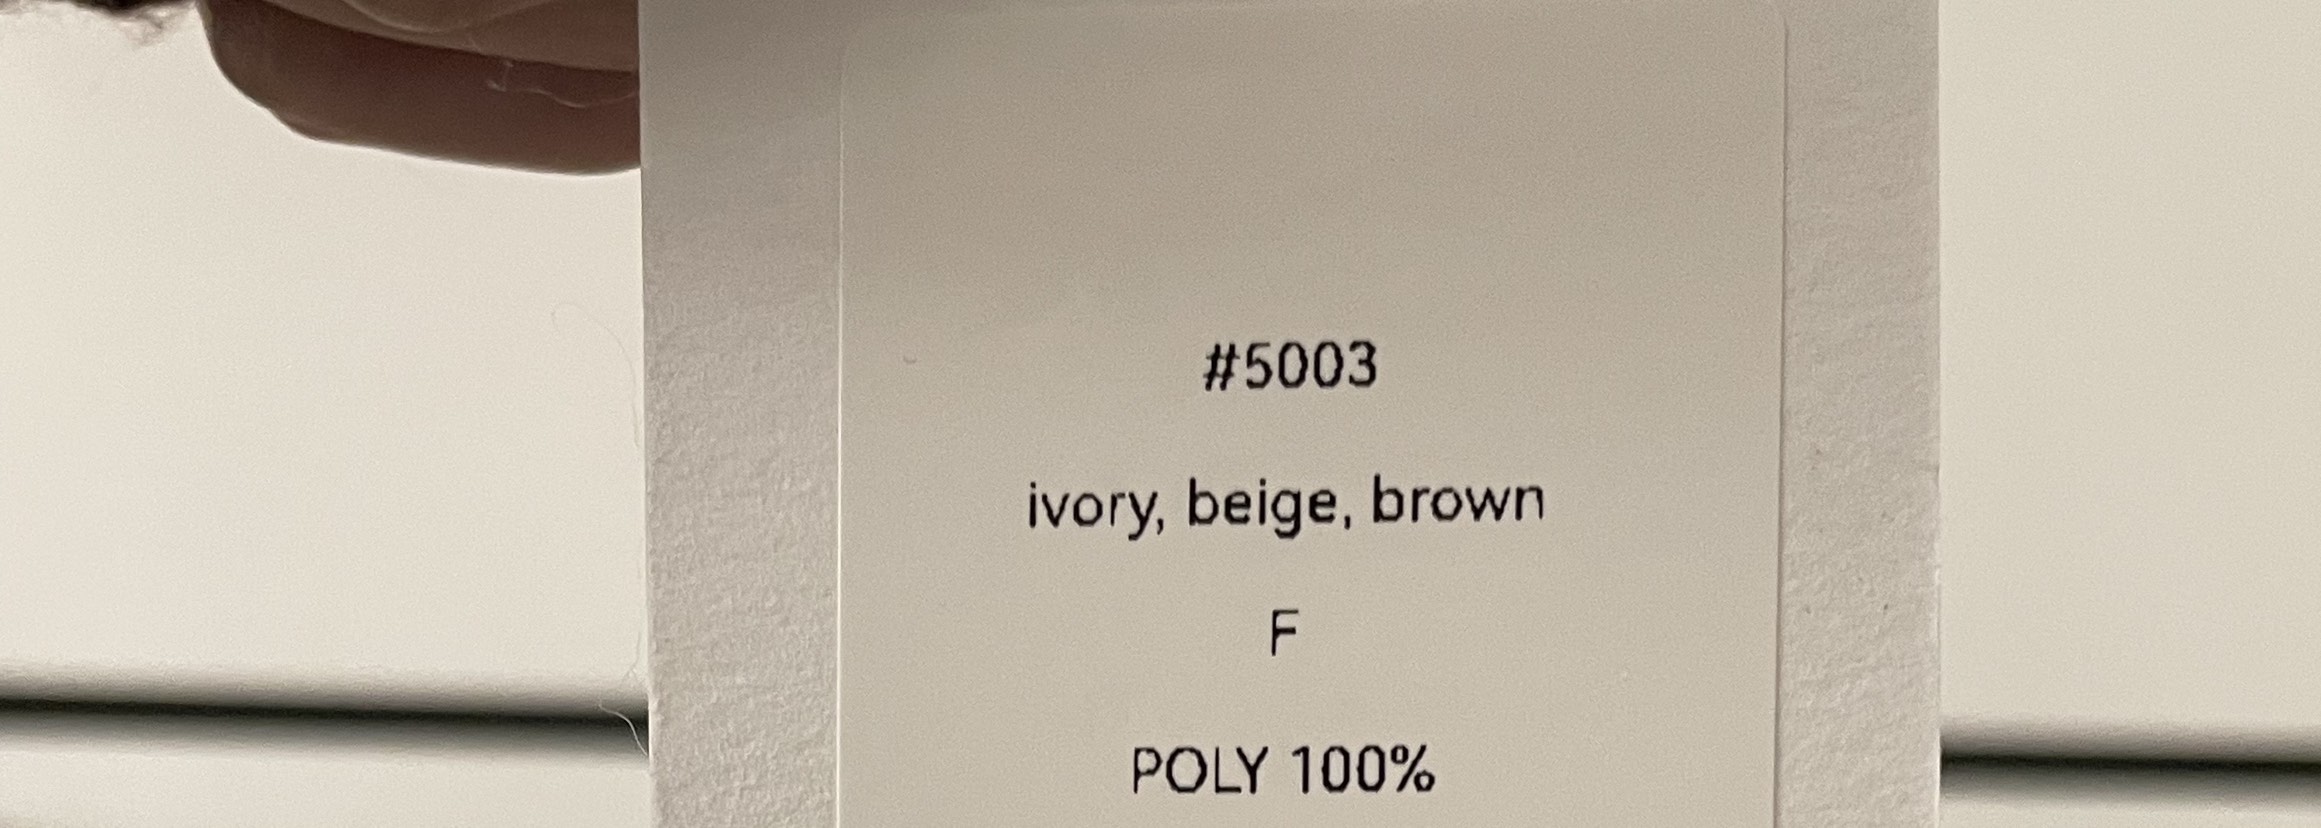 #5003
ivory, beige, brown
F
POLY 100%